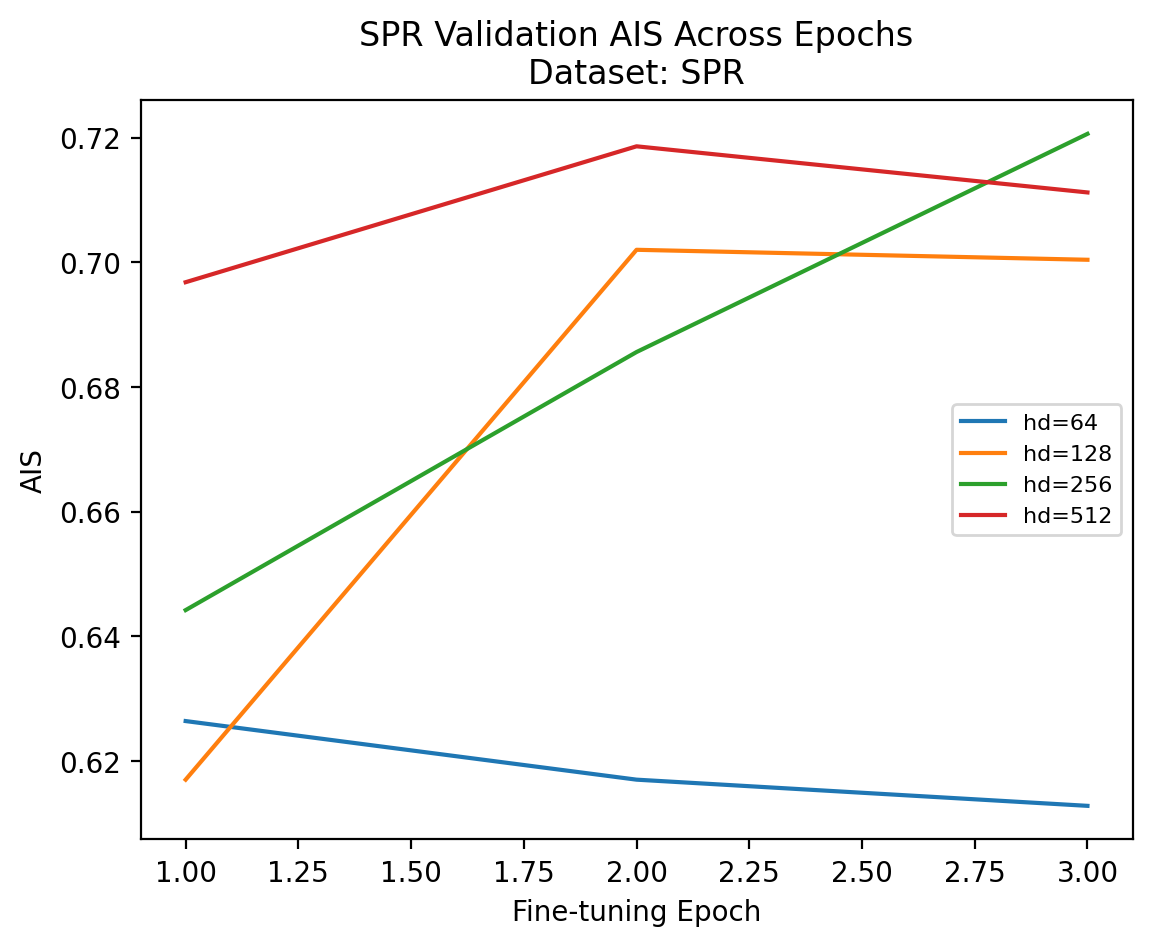 SPR Validation AIS Across Epochs
Dataset: SPR
0.72
0.70
0.68
0.66
0.64
0.62
AIS
hd=64
hd=128
hd=256
hd=512
1.00 1.25 1.50 1.75 2.00 2.25 2.50 2.75 3.00
Fine-tuning Epoch